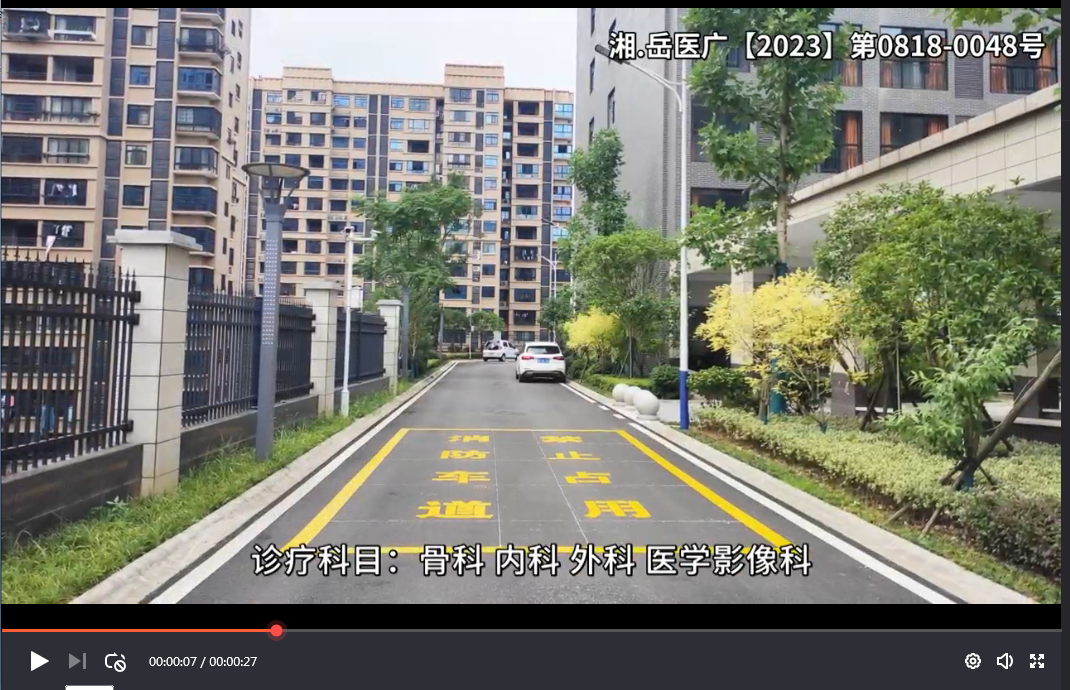 湘.岳医广【2023】第0818-0048号
消 禁
防 止
车 占
道 用
诊疗科目：骨科 内科 外科 医学影像科
00:00:07 / 00:00:27